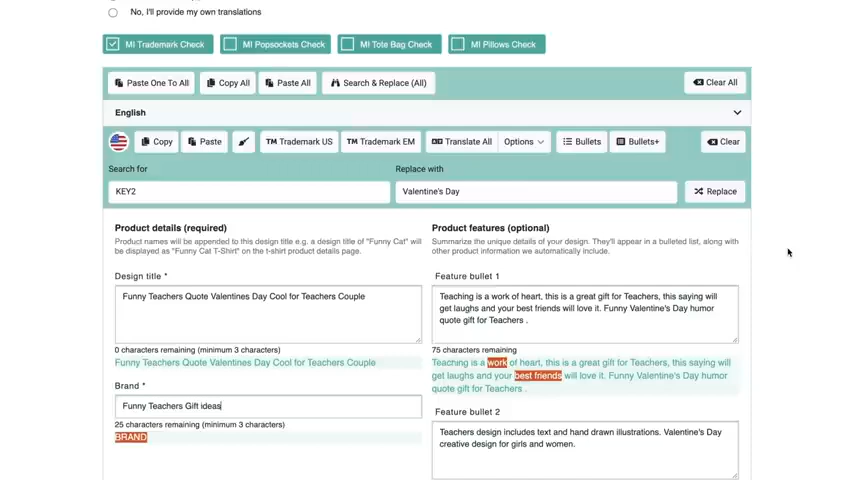 No, I'll provide my own translations
MI Trademark Check
MI Popsockets Check
MI Tote Bag Check
MI Pillows Check
Paste One To All
Copy All
Paste All
Search & Replace (All)
Clear All
English
Copy
Paste
TM Trademark US
TM Trademark EM
Translate All
Options
Bullets
Bullets+
Clear
Search for
Replace with
KEY2
Valentine's Day
Replace
Product details (required)
Product names will be appended to this design title e.g. a design title of "Funny Cat" will
be displayed as "Funny Cat T-Shirt" on the t-shirt product details page.
Design title *
Funny Teachers Quote Valentines Day Cool for Teachers Couple
0 characters remaining (minimum 3 characters)
Funny Teachers Quote Valentines Day Cool for Teachers Couple
Brand *
Funny Teachers Gift ideas
25 characters remaining (minimum 3 characters)
BRAND
Product features (optional)
Summarize the unique details of your design. They'll appear in a bulleted list, along with
other product information we automatically include.
Feature bullet 1
Teaching is a work of heart, this is a great gift for Teachers, this saying will
get laughs and your best friends will love it. Funny Valentine's Day humor
quote gift for Teachers .
75 characters remaining
Teaching is a work of heart, this is a great gift for Teachers, this saying will
get laughs and your best friends will love it. Funny Valentine's Day humor
quote gift for Teachers .
Feature bullet 2
Teachers design includes text and hand drawn illustrations. Valentine's Day
creative design for girls and women.